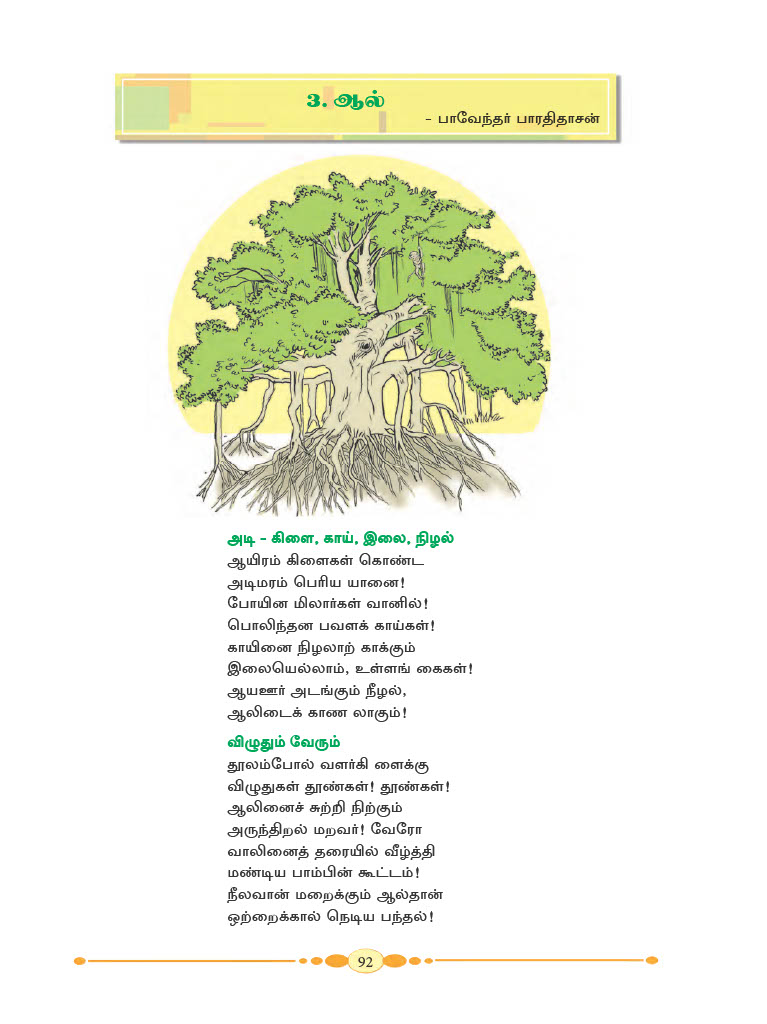 3. ஆல்
- பாவேந்தர் பாரதிதாசன்
அடி - கிளை, காய், இலை, நிழல்
ஆயிரம் கிளைகள் கொண்ட
அடிமரம் பெரிய யானை!
போயின மிலார்கள் வானில்!
பொலிந்தன பவளக் காய்கள்!
காயினை நிழலாற் காக்கும்
இலையெல்லாம், உள்ளங் கைகள்!
ஆயஊர் அடங்கும் நீழல்,
ஆலிடைக் காண லாகும்!
விழுதும் வேரும்
தூலம்போல் வளர்கி ளைக்கு
விழுதுகள் தூண்கள்! தூண்கள்!
ஆலினைச் சுற்றி நிற்கும்
அருந்திறல் மறவர்! வேரோ
வாலினைத் தரையில் வீழ்த்தி
மண்டிய பாம்பின் கூட்டம்!
நீலவான் மறைக்கும் ஆல்தான்
ஒற்றைக்கால் நெடிய பந்தல்!
92